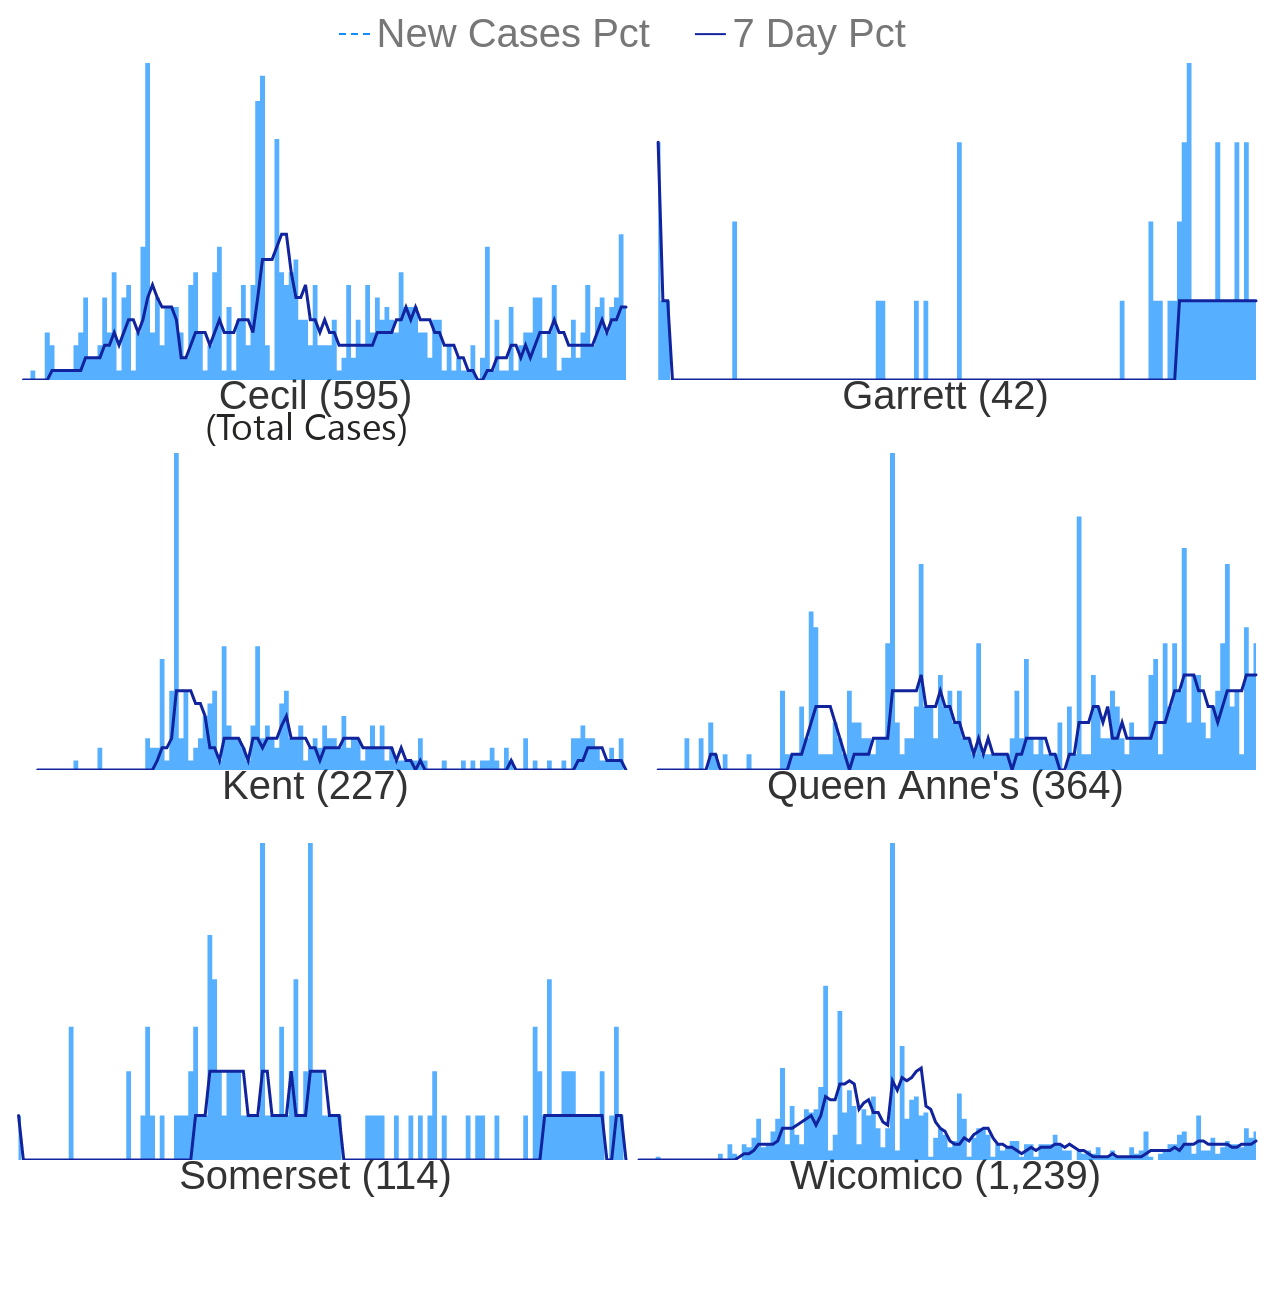 New Cases Pct 7 Day Pct
Cecil (595) Garrett (42)
(Total Cases)
Kent (227) Queen Anne's (364)
Somerset (114) Wicomico (1,239)